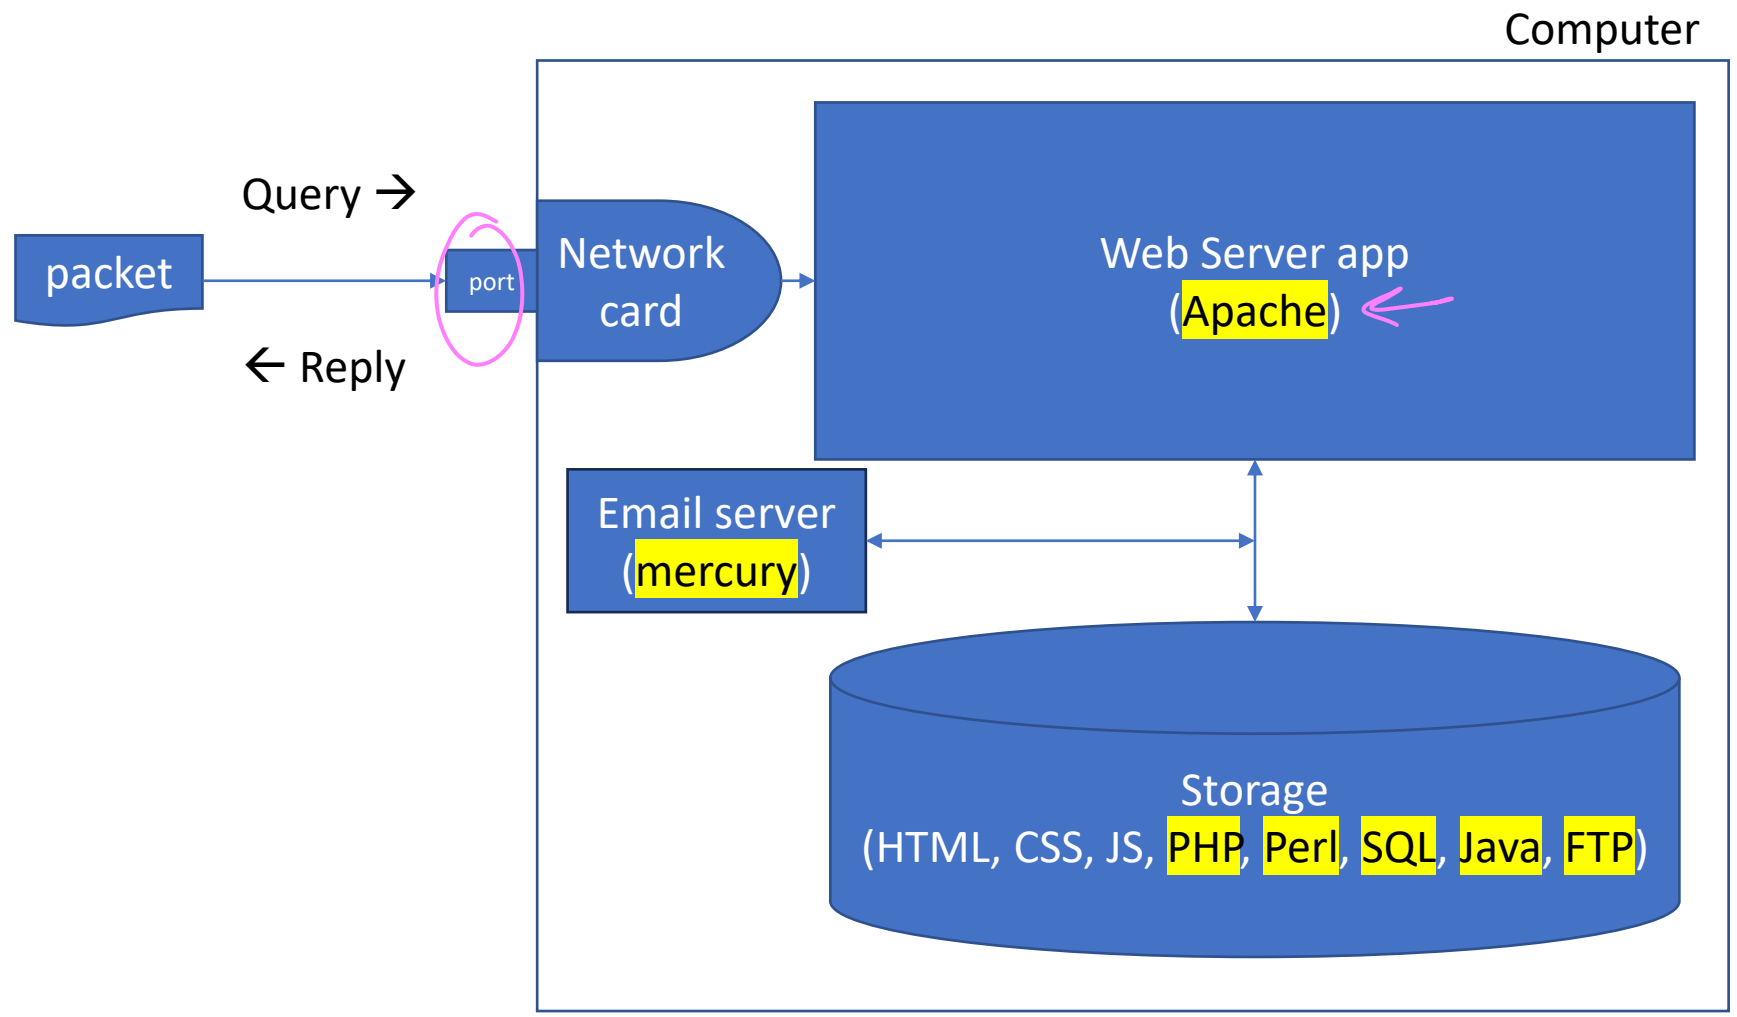 Computer
Query →
packet
port
← Reply
Network
card
Web Server app
(Apache)
Email server
(mercury)
Storage
(HTML, CSS, JS, PHP, Perl, SQL, Java, FTP)